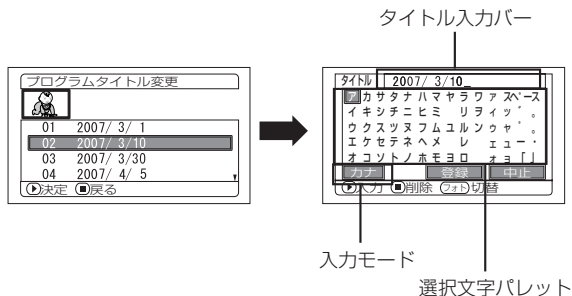 タイトル入力バー
プログラムタイトル変更
01 2007/ 3/ 1
02 2007/ 3/10
03 2007/ 3/30
04 2007/ 4/ 5
決定 戻る
タイトル 2007/ 3/10_
アカサタナハマヤラワァスペース
イキシチニヒミ リヲィッ゛。
ウクスツヌフムユルンゥャ゜。
エケセテネヘメ レ ェュー・
オコソトノホモヨロ ォョ「」
カナ 登録 中止
入力 削除 フォト切替
入力モード
選択文字パレット